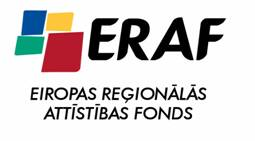 ERAF
EIROPAS REĢIONĀLĀS
ATTĪSTĪBAS FONDS